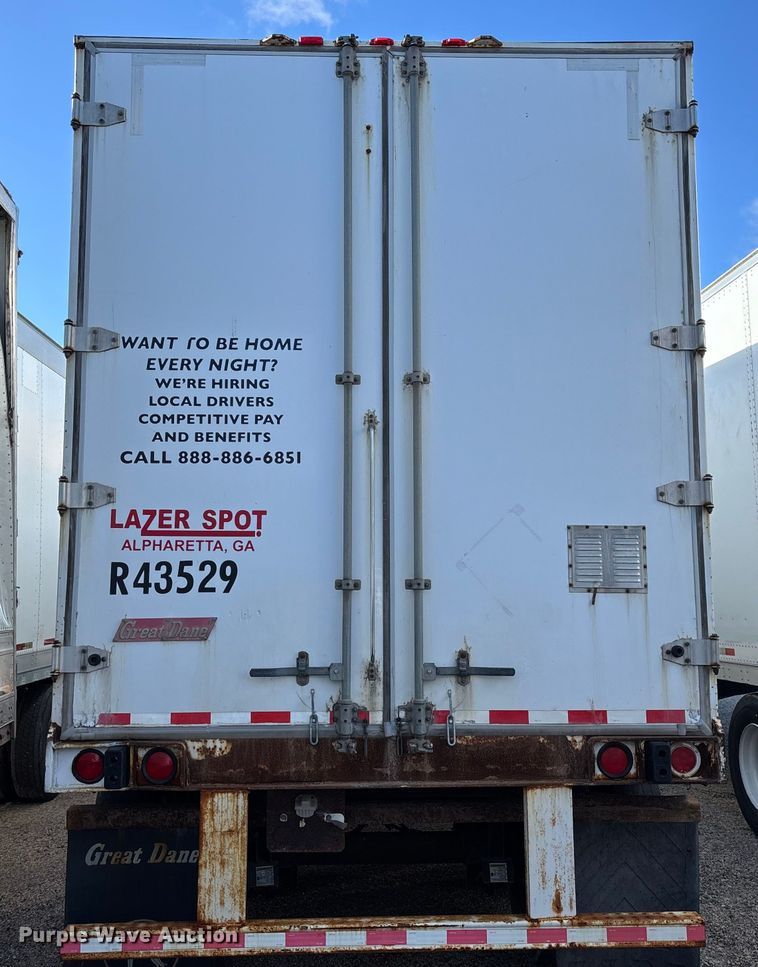 WANT TO BE HOME
EVERY NIGHT?
WE'RE HIRING
LOCAL DRIVERS
COMPETITIVE PAY
AND BENEFITS
CALL 888-886-6851
LAZER SPOT
ALPHARETTA, GA
R43529
Great Dane
Great Dane
Purple Wave Auction